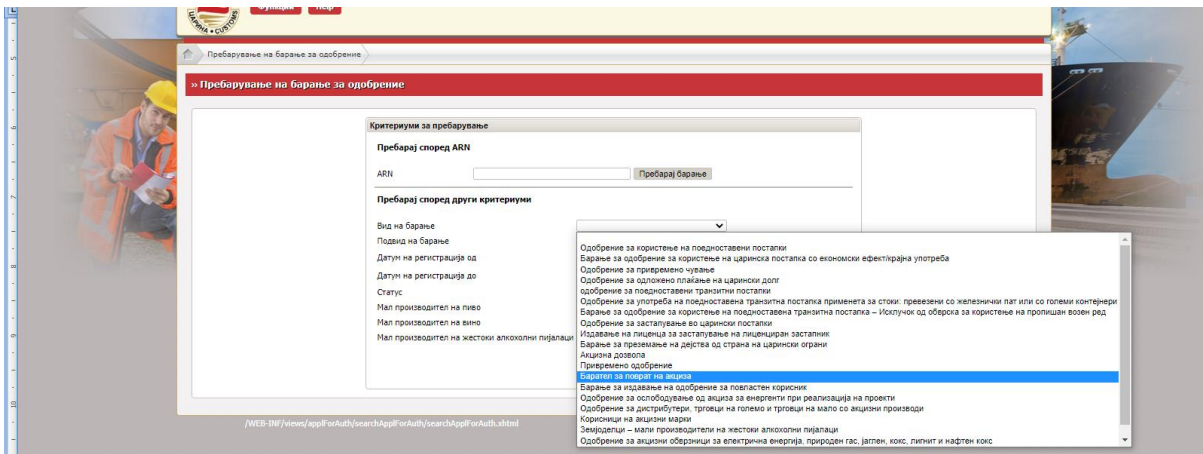 ЦАРИНА • CUSTOMS
Функции Help
Пребарување на барање за одобрение
» Пребарување на барање за одобрение
Критериуми за пребарување
Пребарај според ARN
ARN Пребарај барање
Пребарај според други критериуми
Вид на барање
Подвид на барање
Датум на регистрација од
Датум на регистрација до
Статус
Мал производител на пиво
Мал производител на вино
Мал производител на жестоки алкохолни пијалаци
Одобрение за користење на поедноставени постапки
Барање за одобрение за користење на царинска постапка со економски ефект/крајна употреба
Одобрение за привремено чување
Одобрение за одложено плаќање на царински долг
одобрение за поедноставени транзитни постапки
Одобрение за употреба на поедноставена транзитна постапка применета за стоки: превезени со железнички пат или со големи контејнери
Барање за одобрение за користење на поедноставена транзитна постапка – Исклучок од обврска за користење на пропишан возен ред
Одобрение за застапување во царински постапки
Издавање на лиценца за застапување на лиценциран застапник
Барање за преземање на дејства од страна на царински органи
Акцизна дозвола
Привремено одобрение
Барател за поврат на акциза
Барање за издавање на одобрение за повластен корисник
Одобрение за ослободување од акциза за енергенти при реализација на проекти
Одобрение за дистрибутери, трговци на големо и трговци на мало со акцизни производи
Корисници на акцизни марки
Земјоделци – мали производители на жестоки алкохолни пијалаци
Одобрение за акцизни обврзници за електрична енергија, природен гас, јаглен, кокс, лигнит и нафтен кокс
/WEB-INF/views/applForAuth/searchApplForAuth/searchApplForAuth.xhtml